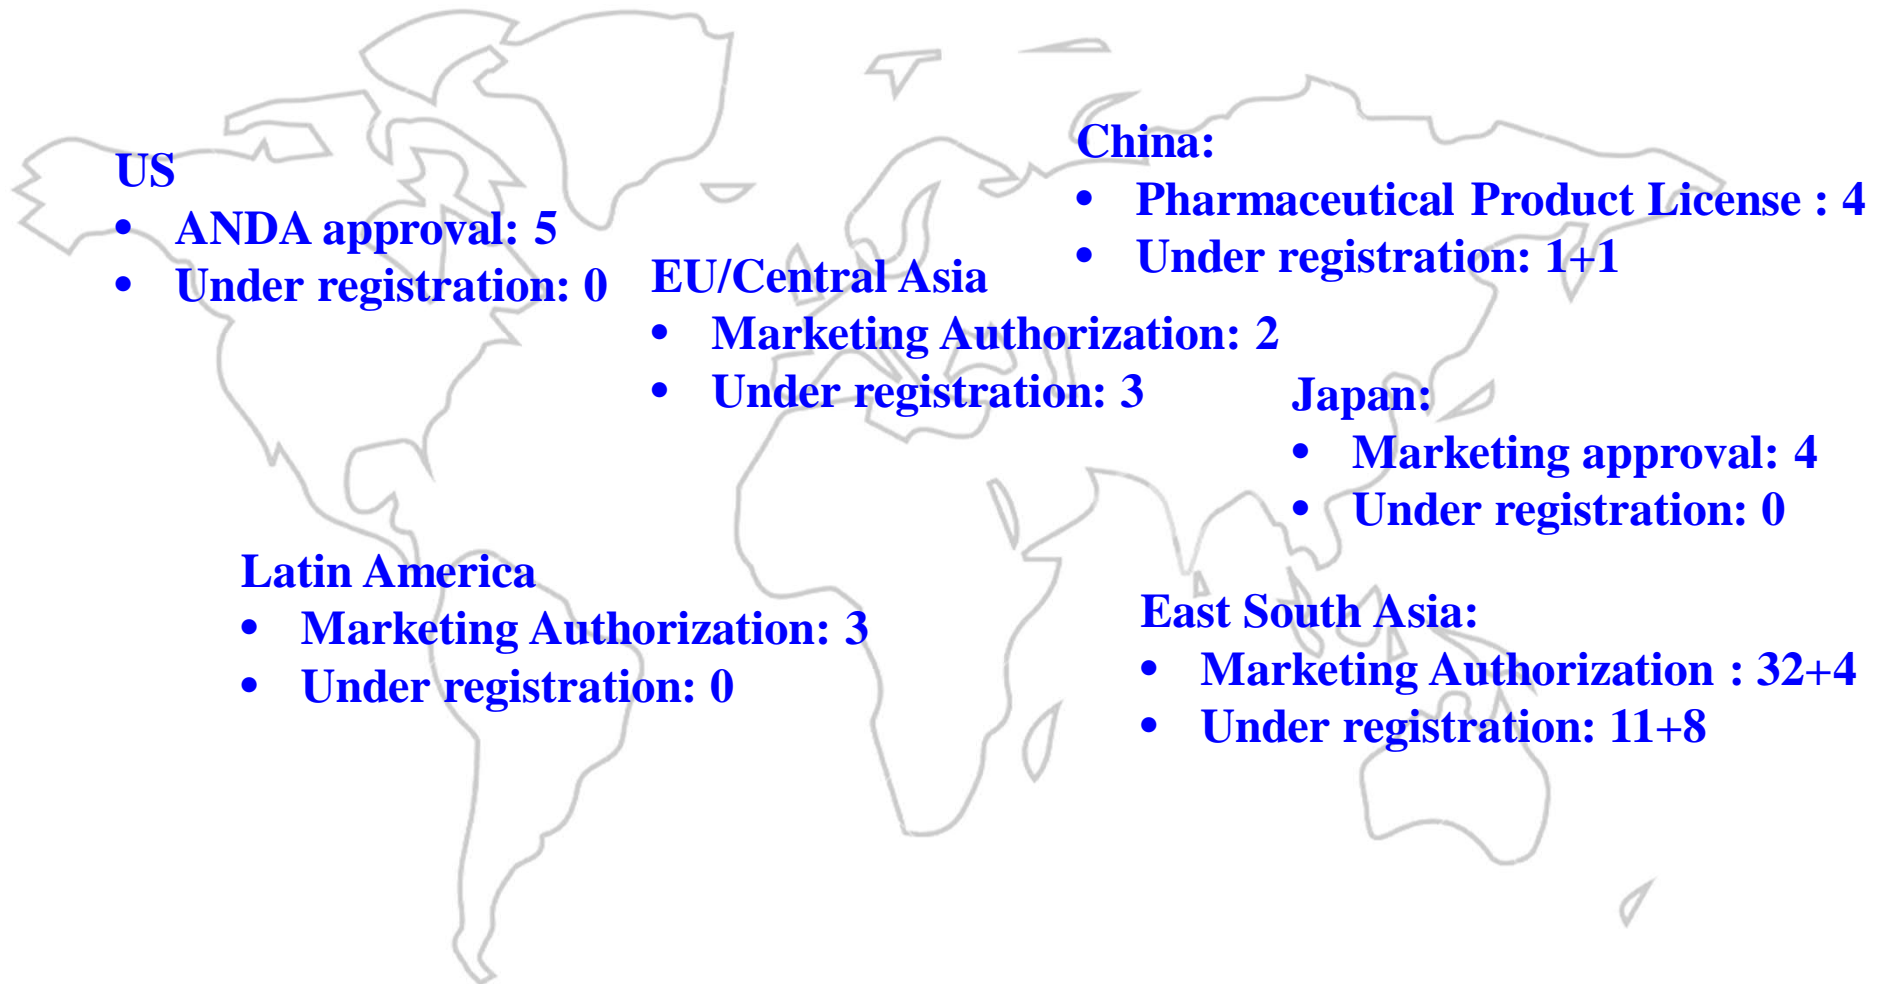 US
• ANDA approval: 5
• Under registration: 0
EU/Central Asia
• Marketing Authorization: 2
• Under registration: 3
China:
• Pharmaceutical Product License : 4
• Under registration: 1+1
Japan:
• Marketing approval: 4
• Under registration: 0
Latin America
• Marketing Authorization: 3
• Under registration: 0
East South Asia:
• Marketing Authorization : 32+4
• Under registration: 11+8